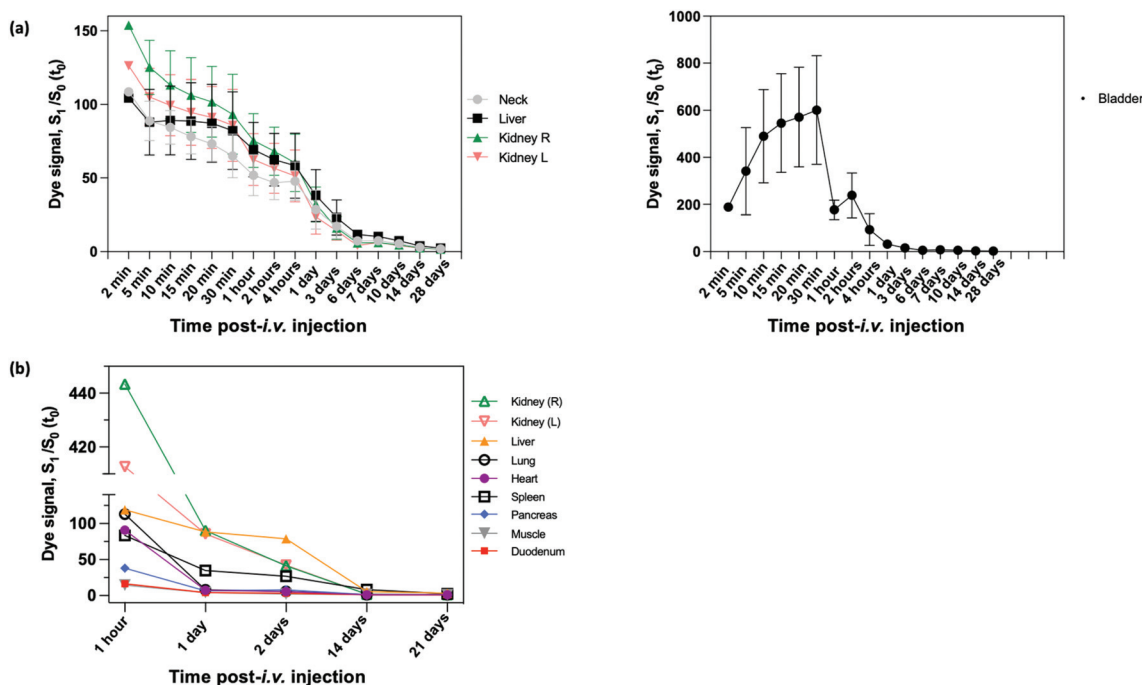 (a)
150
100
50
0
Dye signal, S1/S0 (t0)
2 min
5 min
10 min
15 min
20 min
30 min
1 hour
2 hours
4 hours
1 day
3 days
6 days
7 days
10 days
14 days
28 days
Time post-i.v. injection
Neck
Liver
Kidney R
Kidney L
1000
800
600
400
200
0
Dye signal, S1/S0 (t0)
2 min
5 min
10 min
15 min
20 min
30 min
1 hour
2 hours
4 hours
1 day
3 days
6 days
7 days
10 days
14 days
28 days
Time post-i.v. injection
Bladder
(b)
440
420
100
50
0
Dye signal, S1/S0 (t0)
1 hour
1 day
2 days
14 days
21 days
Time post-i.v. injection
Kidney (R)
Kidney (L)
Liver
Lung
Heart
Spleen
Pancreas
Muscle
Duodenum